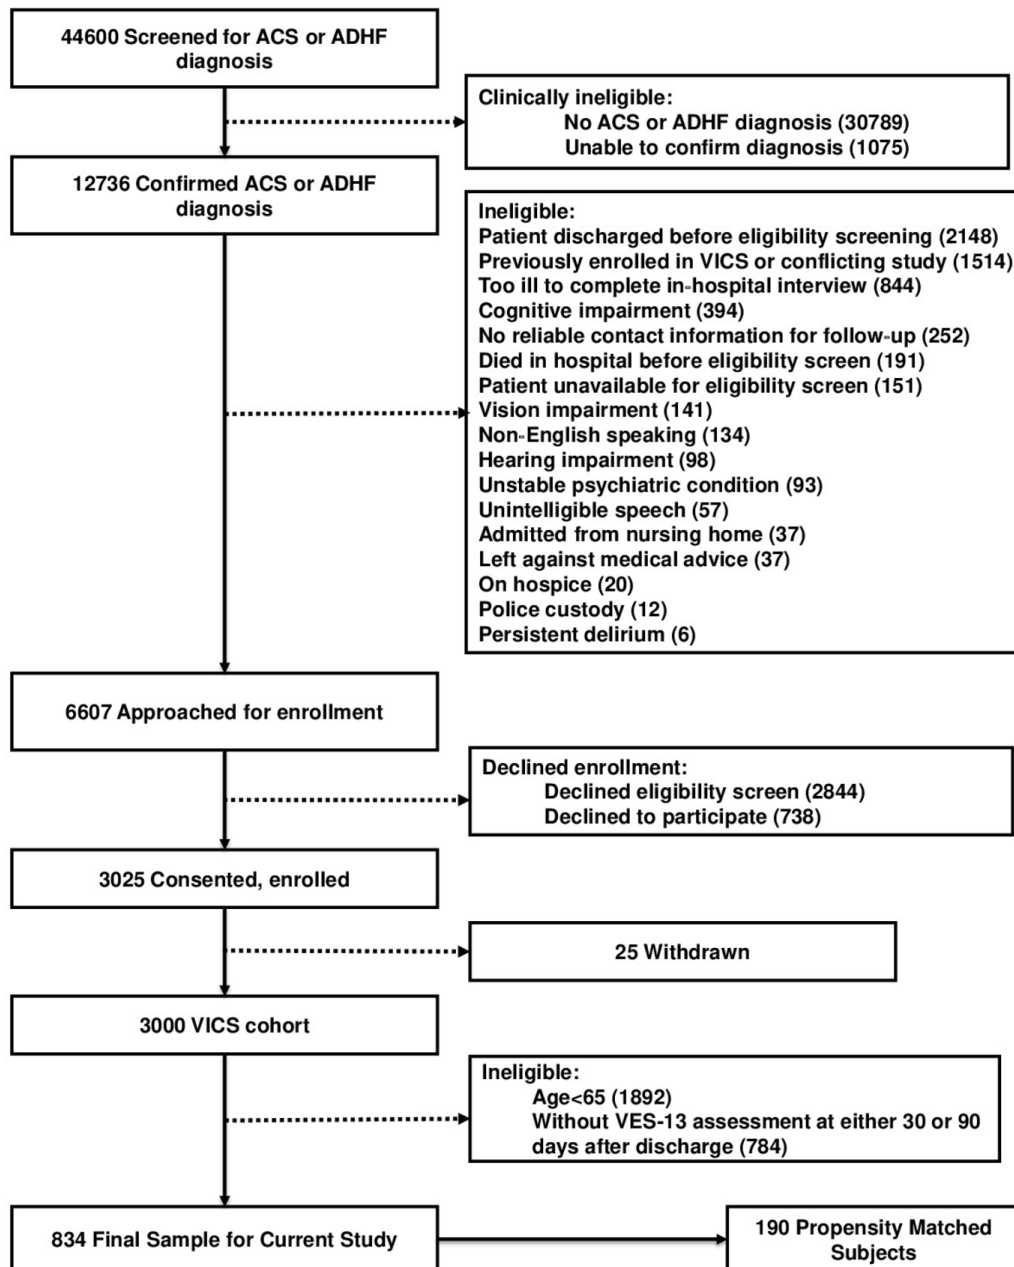 44600 Screened for ACS or ADHF
diagnosis
Clinically ineligible:
No ACS or ADHF diagnosis (30789)
Unable to confirm diagnosis (1075)
12736 Confirmed ACS or ADHF
diagnosis
Ineligible:
Patient discharged before eligibility screening (2148)
Previously enrolled in VICS or conflicting study (1514)
Too ill to complete in-hospital interview (844)
Cognitive impairment (394)
No reliable contact information for follow-up (252)
Died in hospital before eligibility screen (191)
Patient unavailable for eligibility screen (151)
Vision impairment (141)
Non-English speaking (134)
Hearing impairment (98)
Unstable psychiatric condition (93)
Unintelligible speech (57)
Admitted from nursing home (37)
Left against medical advice (37)
On hospice (20)
Police custody (12)
Persistent delirium (6)
6607 Approached for enrollment
Declined enrollment:
Declined eligibility screen (2844)
Declined to participate (738)
3025 Consented, enrolled
25 Withdrawn
3000 VICS cohort
Ineligible:
Age<65 (1892)
Without VES-13 assessment at either 30 or 90
days after discharge (784)
834 Final Sample for Current Study
190 Propensity Matched
Subjects